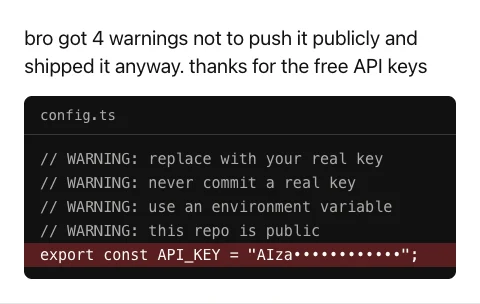 bro got 4 warnings not to push it publicly and
shipped it anyway. thanks for the free API keys
config.ts
// WARNING: replace with your real key
// WARNING: never commit a real key
// WARNING: use an environment variable
// WARNING: this repo is public
export const API_KEY = "AIza••••••••••••";